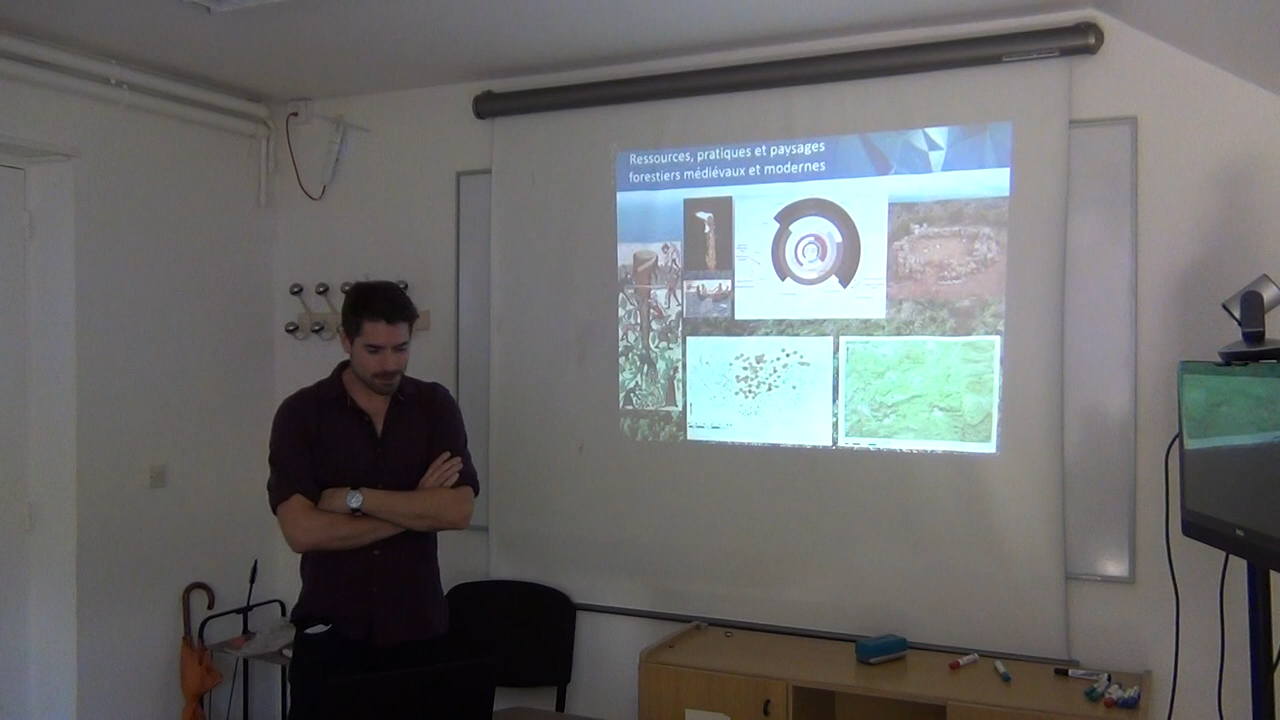 Ressources, pratiques et paysages
forestiers médiévaux et modernes